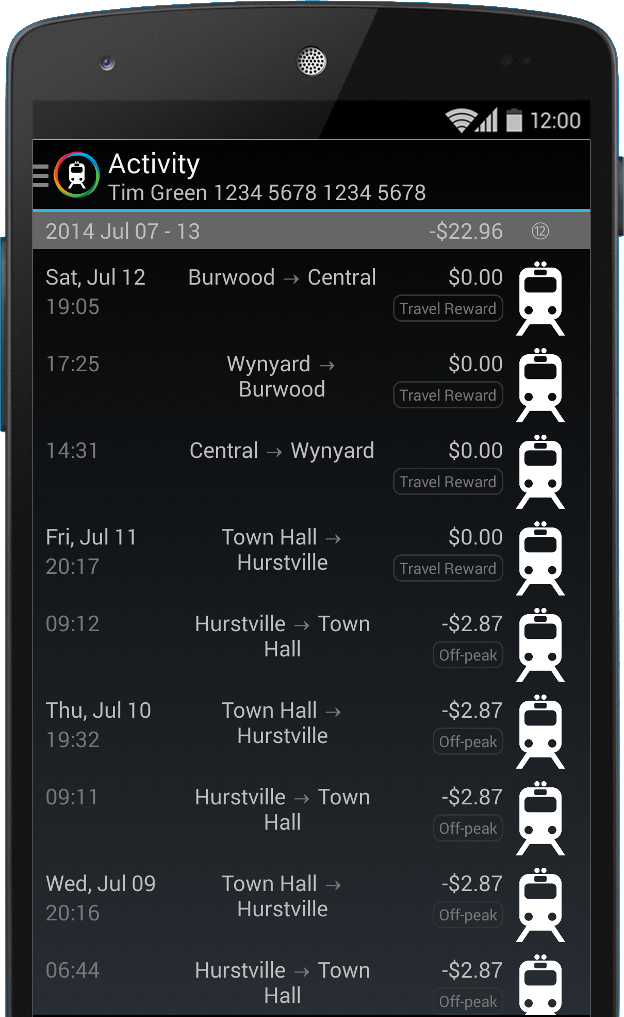 12:00
Activity
Tim Green 1234 5678 1234 5678
2014 Jul 07 - 13 -$22.96 ⑫
Sat, Jul 12 Burwood → Central $0.00
19:05 Travel Reward
17:25 Wynyard → $0.00
Burwood Travel Reward
14:31 Central → Wynyard $0.00
Travel Reward
Fri, Jul 11 Town Hall → $0.00
20:17 Hurstville Travel Reward
09:12 Hurstville → Town -$2.87
Hall Off-peak
Thu, Jul 10 Town Hall → -$2.87
19:32 Hurstville Off-peak
09:11 Hurstville → Town -$2.87
Hall Off-peak
Wed, Jul 09 Town Hall → -$2.87
20:16 Hurstville Off-peak
06:44 Hurstville → Town -$2.87
Hall Off-peak